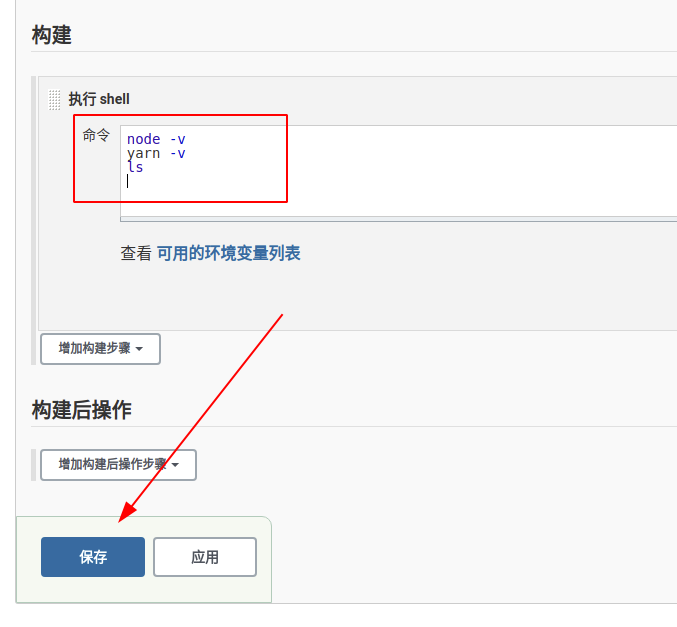 构建
执行 shell
命令
node -v
yarn -v
ls
查看 可用的环境变量列表
增加构建步骤
构建后操作
增加构建后操作步骤
保存 应用